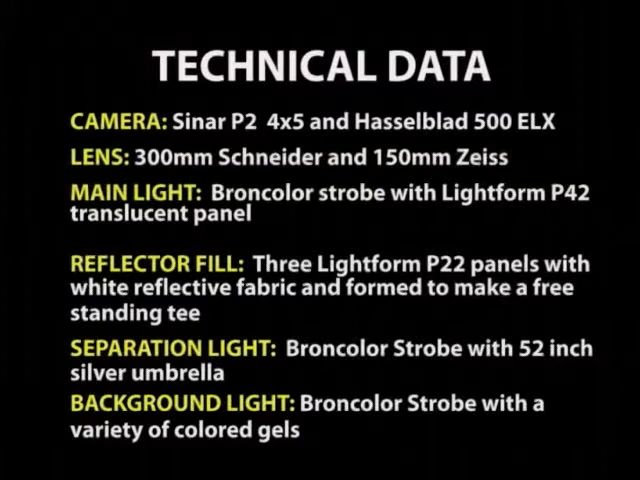 TECHNICAL DATA
CAMERA: Sinar P2 4x5 and Hasselblad 500 ELX
LENS: 300mm Schneider and 150mm Zeiss
MAIN LIGHT: Broncolor strobe with Lightform P42
translucent panel
REFLECTOR FILL: Three Lightform P22 panels with
white reflective fabric and formed to make a free
standing tee
SEPARATION LIGHT: Broncolor Strobe with 52 inch
silver umbrella
BACKGROUND LIGHT: Broncolor Strobe with a
variety of colored gels